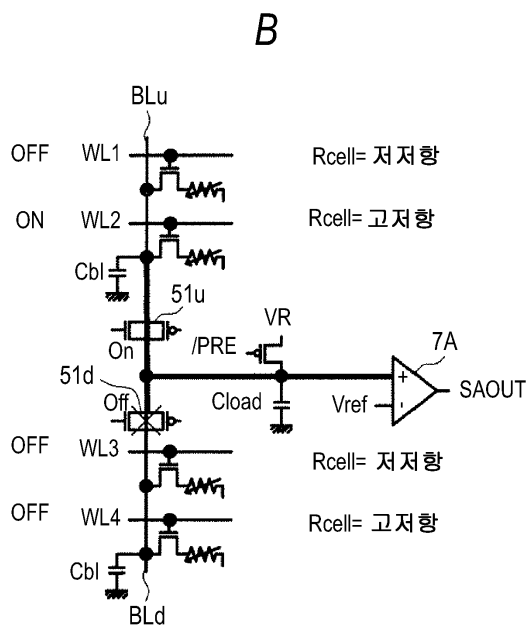 B
BLu
OFF WL1 Rcell= 저저항
ON WL2 Rcell= 고저항
Cbl
51u
On /PRE VR 7A
51d
Off Cload Vref + - SAOUT
OFF WL3 Rcell= 저저항
OFF WL4 Rcell= 고저항
Cbl
BLd